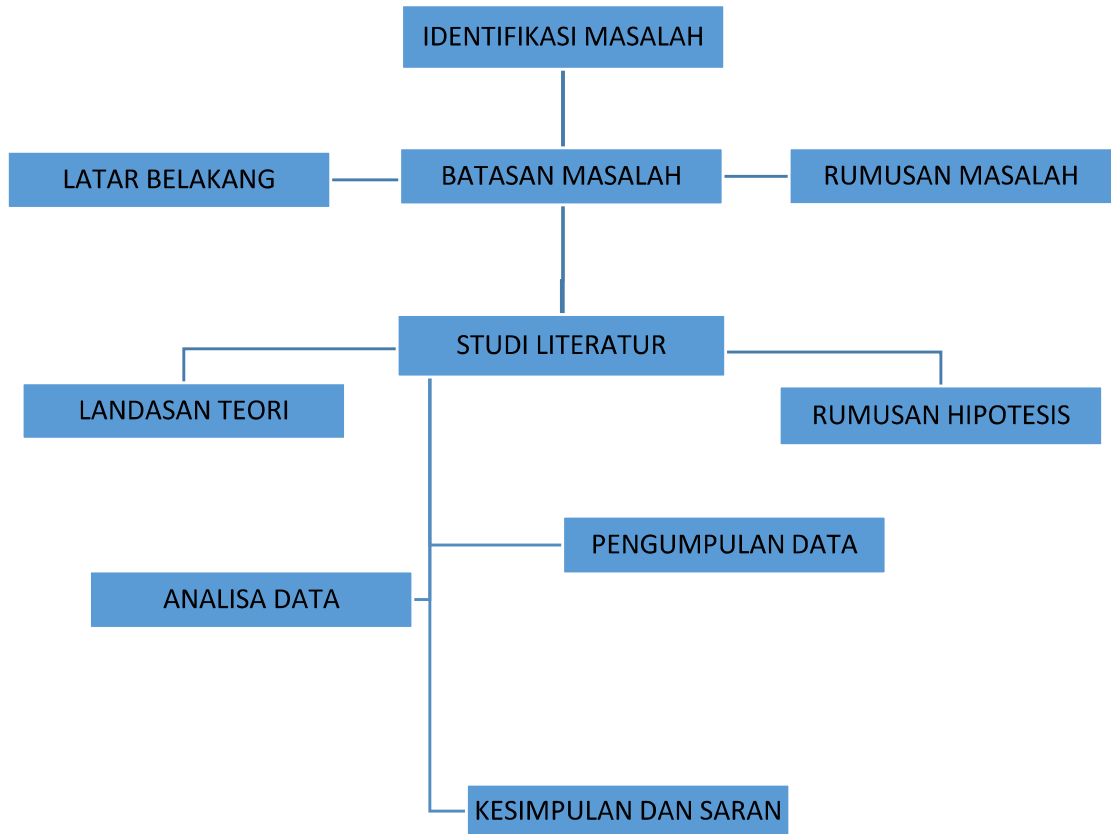 IDENTIFIKASI MASALAH
LATAR BELAKANG
BATASAN MASALAH
RUMUSAN MASALAH
STUDI LITERATUR
LANDASAN TEORI
RUMUSAN HIPOTESIS
PENGUMPULAN DATA
ANALISA DATA
KESIMPULAN DAN SARAN